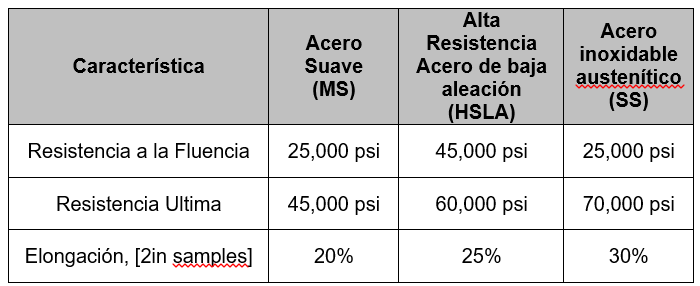 Característica
Acero
Suave
(MS)
Alta
Resistencia
Acero de baja
aleación
(HSLA)
Acero
inoxidable
austenítico
(SS)
Resistencia a la Fluencia
25,000 psi
45,000 psi
25,000 psi
Resistencia Ultima
45,000 psi
60,000 psi
70,000 psi
Elongación, [2in samples]
20%
25%
30%